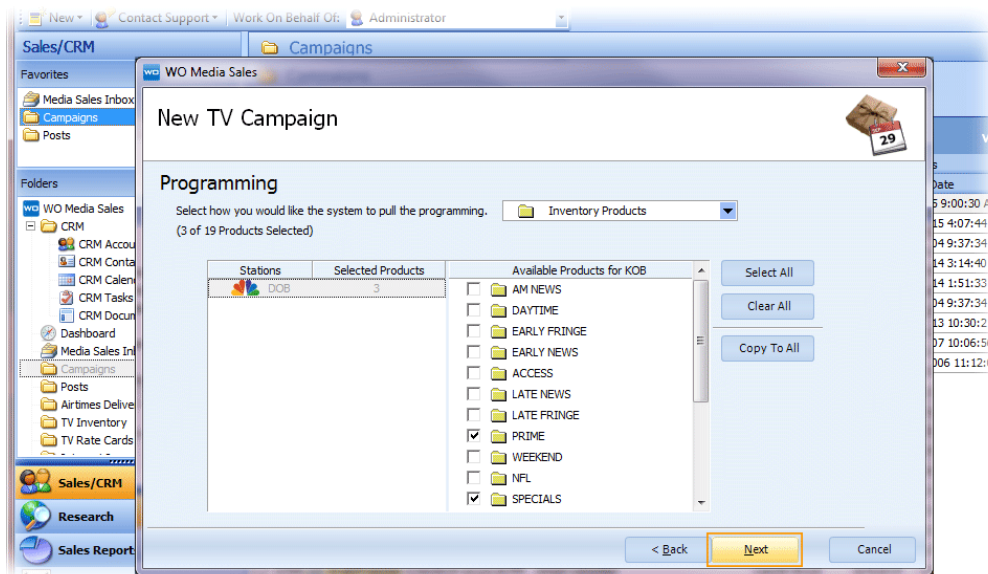 New
Contact Support
Work On Behalf Of:
Administrator
Sales/CRM
Campaigns
Favorites
Media Sales Inbox
Campaigns
Posts
Folders
WO Media Sales
CRM
CRM Accou
CRM Conta
CRM Calen
CRM Tasks
CRM Docun
Dashboard
Media Sales In
Campaigns
Posts
Airtimes Delive
TV Inventory
TV Rate Cards
Sales/CRM
Research
Sales Report
WO Media Sales
New TV Campaign
29
Programming
Select how you would like the system to pull the programming.
Inventory Products
(3 of 19 Products Selected)
Stations
Selected Products
Available Products for KOB
DOB
3
AM NEWS
DAYTIME
EARLY FRINGE
EARLY NEWS
ACCESS
LATE NEWS
LATE FRINGE
PRIME
WEEKEND
NFL
SPECIALS
Select All
Clear All
Copy To All
< Back
Next
Cancel
Date
5 9:00:30 A
15 4:07:44
04 9:37:34
14 3:14:40
14 1:51:33
04 9:37:34
13 10:30:2
07 10:06:5
006 11:12: